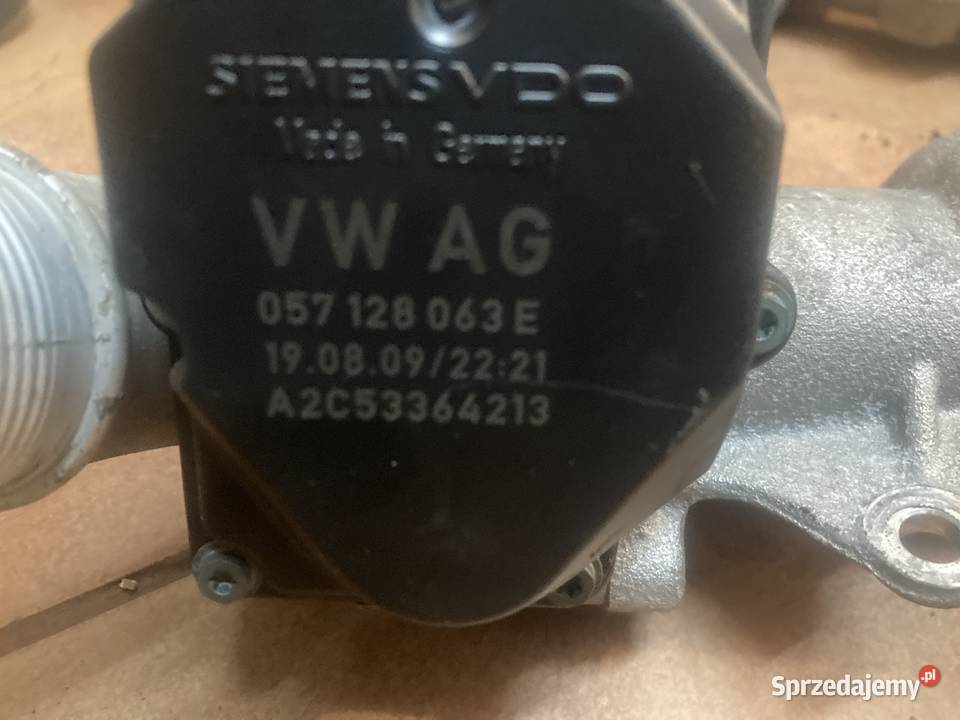 SIEMENS VDO
Made in Germany
VW AG
057 128 063 E
19.08.09/22:21
A2C53364213
Sprzedajemy.pl